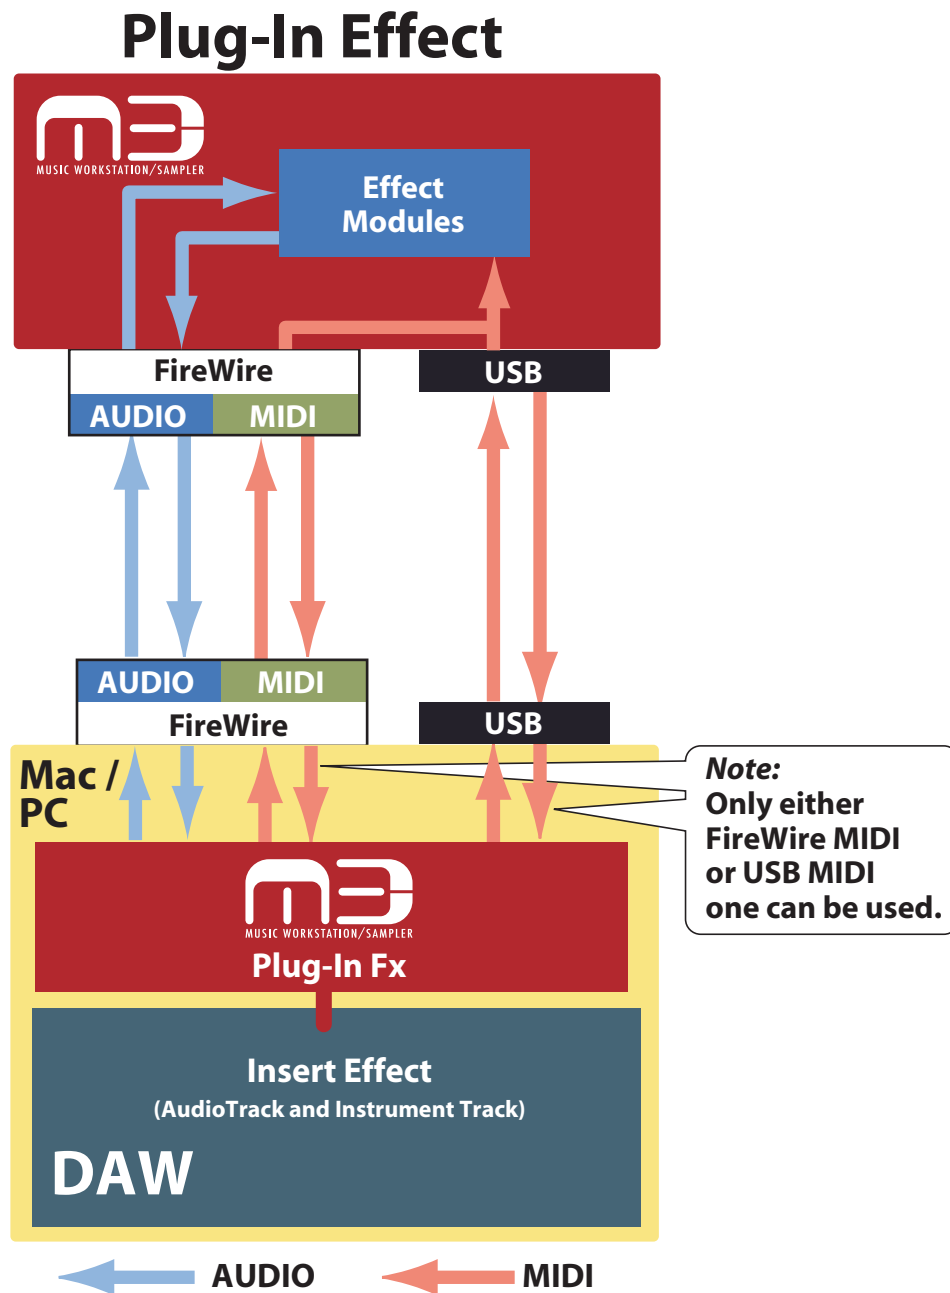 Plug-In Effect
M3
MUSIC WORKSTATION/SAMPLER
Effect
Modules
FireWire
AUDIO
MIDI
USB
AUDIO
MIDI
FireWire
USB
Mac /
PC
Note:
Only either
FireWire MIDI
or USB MIDI
one can be used.
M3
MUSIC WORKSTATION/SAMPLER
Plug-In Fx
Insert Effect
(AudioTrack and Instrument Track)
DAW
AUDIO
MIDI